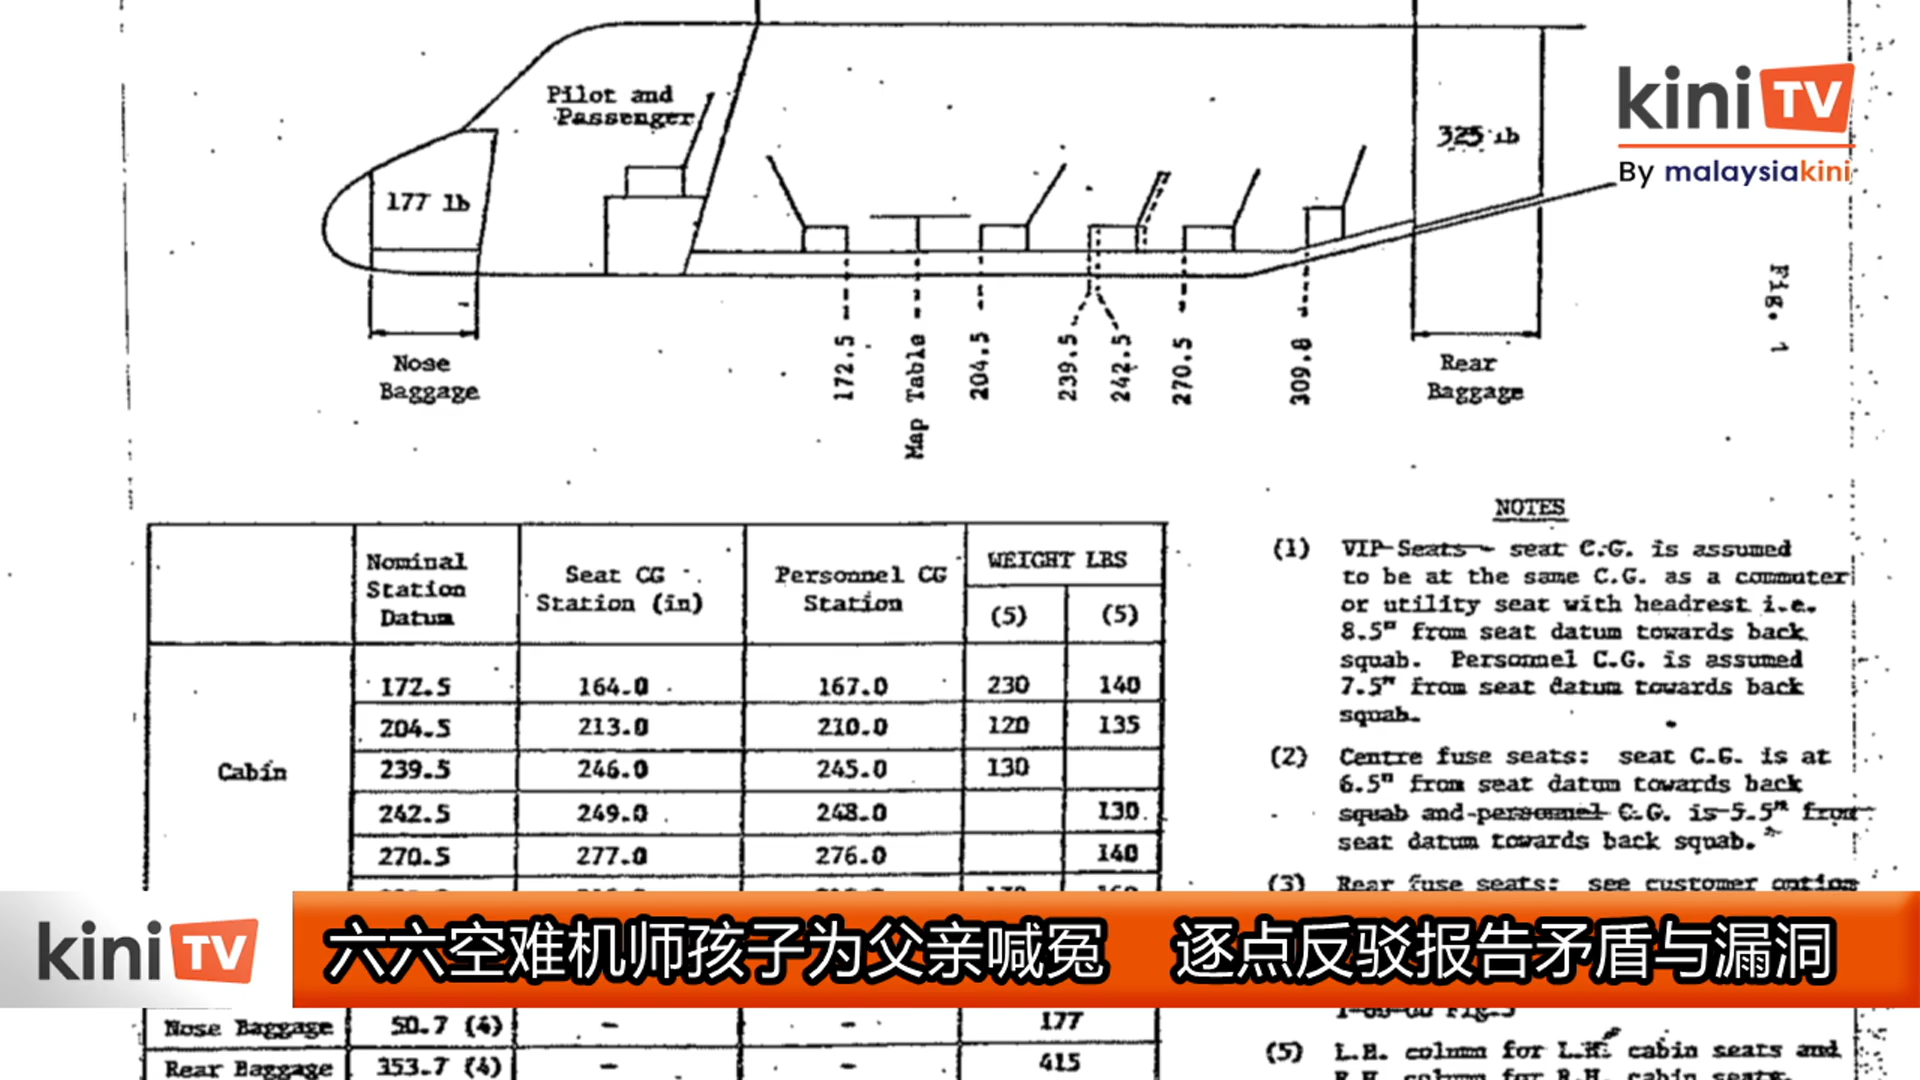 Pilot and
Passenger
177 lb
325 lb
kini TV
By malaysiakini
Fig. 1
172.5
Map Table
204.5
239.5
242.5
270.5
309.8
Nose
Baggage
Rear
Baggage
Nominal
Station
Datum
Seat CG
Station (in)
Personnel CG
Station
WEIGHT LBS
(5) (5)
Cabin
172.5 164.0 167.0 230 140
204.5 213.0 210.0 120 135
239.5 246.0 245.0 130
242.5 249.0 248.0 130
270.5 277.0 276.0 140
Nose Baggage 50.7 (4) - - 177
Rear Baggage 353.7 (4) - - 415
NOTES
(1) VIP Seats - seat C.G. is assumed
to be at the same C.G. as a commuter
or utility seat with headrest i.e.
8.5" from seat datum towards back
squab. Personnel C.G. is assumed
7.5" from seat datum towards back
squab.
(2) Centre fuse seats: seat C.G. is at
6.5" from seat datum towards back
squab and personnel C.G. is 5.5" from
seat datum towards back squab.
(3) Rear fuse seats: see customer option
(5) L.H. column for L.H. cabin seats and
R.H. column for R.H. cabin seats.
kini TV
六六空难机师孩子为父亲喊冤 逐点反驳报告矛盾与漏洞